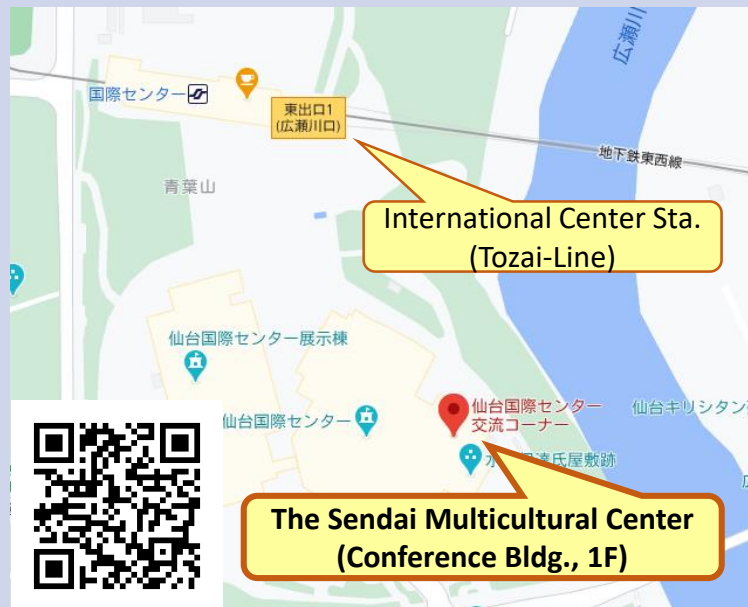 広瀬川
国際センター
東出口1
(広瀬川口)
地下鉄東西線
青葉山
International Center Sta.
(Tozai-Line)
仙台国際センター展示棟
仙台国際センター
仙台国際センター
交流コーナー
仙台キリシタン
氏屋敷跡
The Sendai Multicultural Center
(Conference Bldg., 1F)